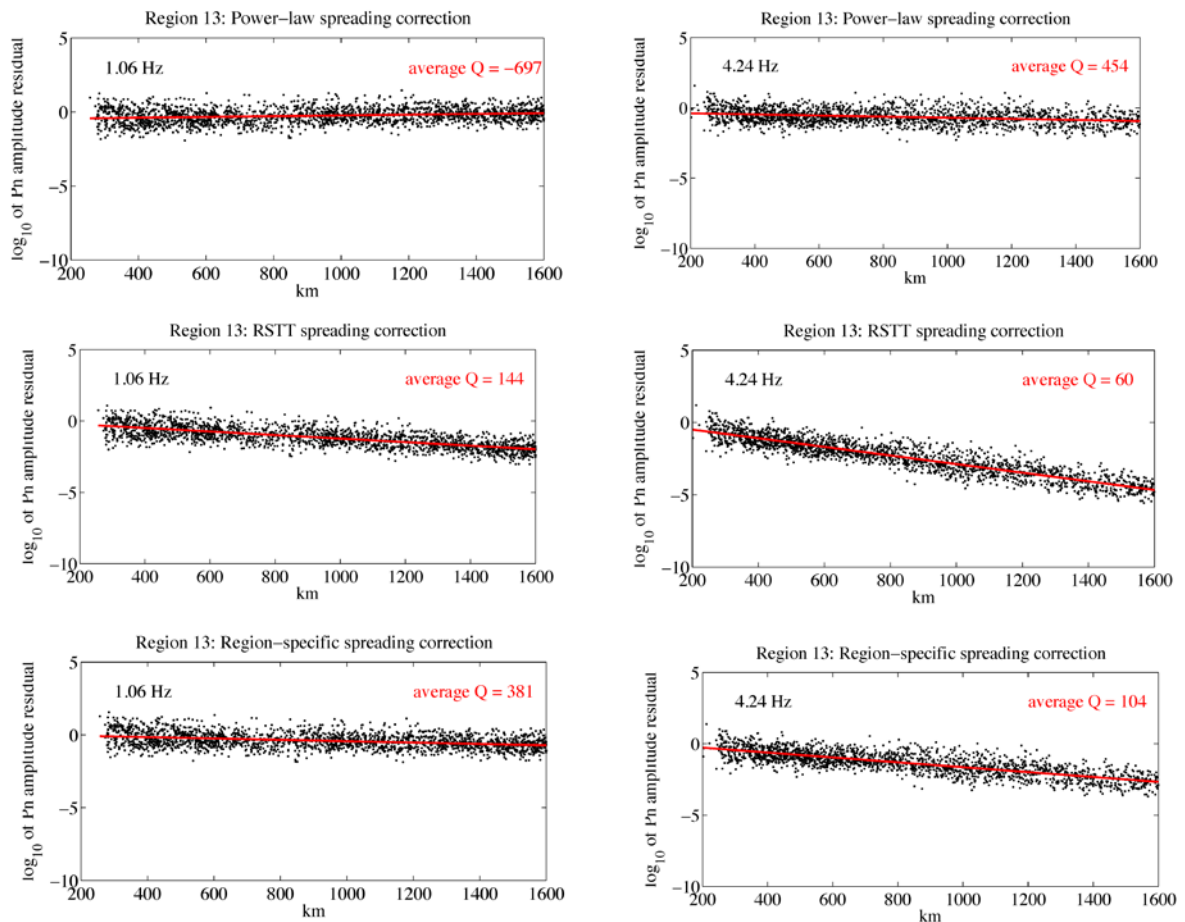 Region 13: Power-law spreading correction
5
1.06 Hz
average Q = −697
0
−5
−10
200 400 600 800 1000 1200 1400 1600
km
log10 of Pn amplitude residual
Region 13: Power-law spreading correction
5
4.24 Hz
average Q = 454
0
−5
−10
200 400 600 800 1000 1200 1400 1600
km
log10 of Pn amplitude residual
Region 13: RSTT spreading correction
5
1.06 Hz
average Q = 144
0
−5
−10
200 400 600 800 1000 1200 1400 1600
km
log10 of Pn amplitude residual
Region 13: RSTT spreading correction
5
4.24 Hz
average Q = 60
0
−5
−10
200 400 600 800 1000 1200 1400 1600
km
log10 of Pn amplitude residual
Region 13: Region-specific spreading correction
5
1.06 Hz
average Q = 381
0
−5
−10
200 400 600 800 1000 1200 1400 1600
km
log10 of Pn amplitude residual
Region 13: Region-specific spreading correction
5
4.24 Hz
average Q = 104
0
−5
−10
200 400 600 800 1000 1200 1400 1600
km
log10 of Pn amplitude residual